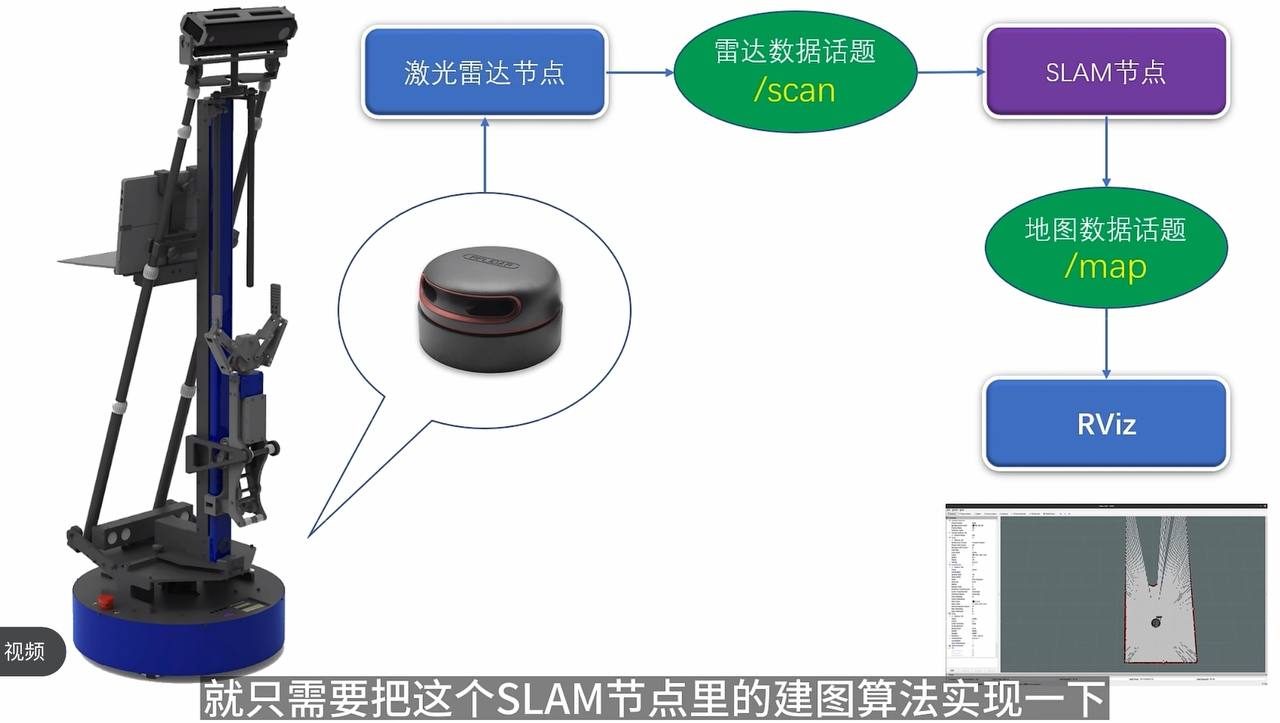 激光雷达节点
雷达数据话题
/scan
SLAM节点
地图数据话题
/map
RViz
RPLIDAR
视频
就只需要把这个SLAM节点里的建图算法实现一下